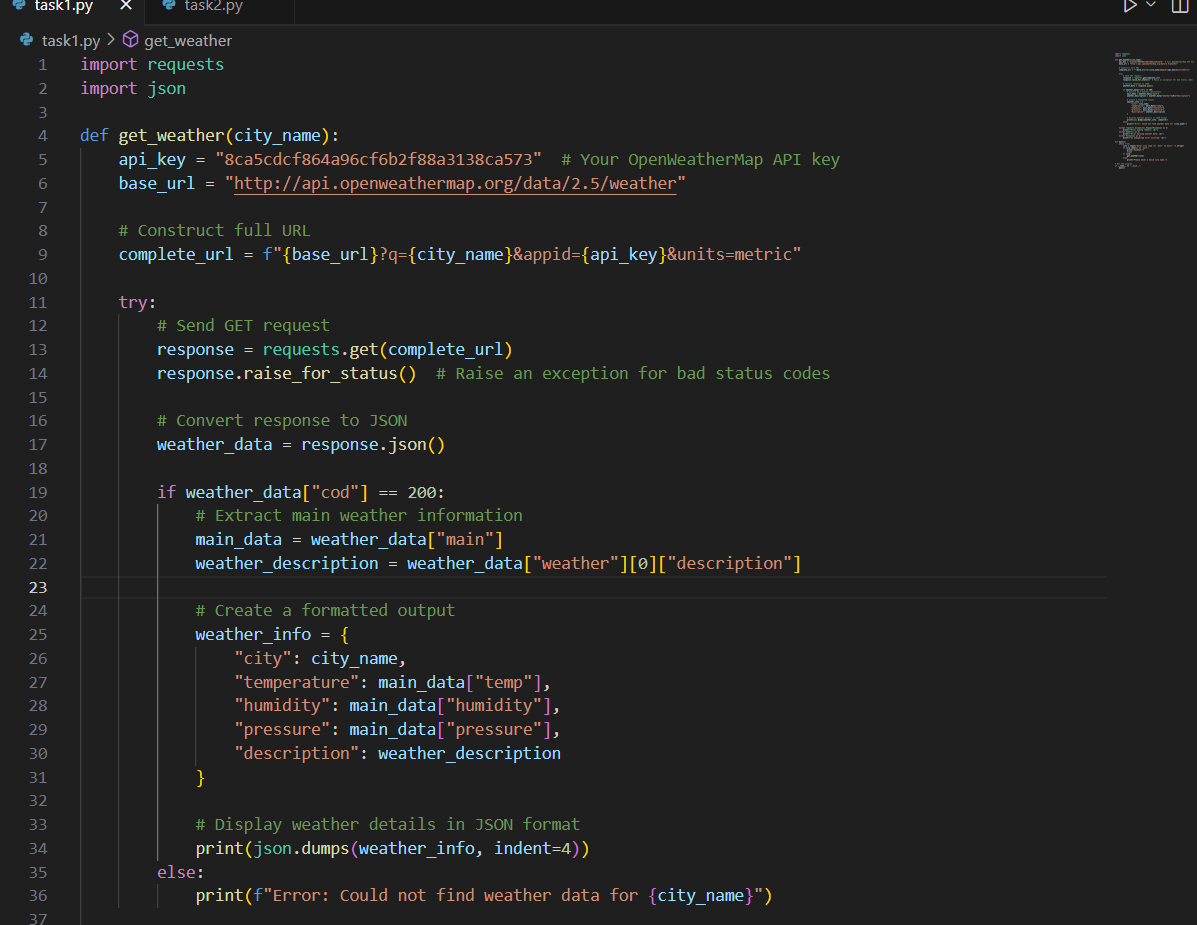 task1.py
task2.py
task1.py > get_weather
1 import requests
2 import json
3
4 def get_weather(city_name):
5     api_key = "8ca5cdcf864a96cf6b2f88a3138ca573"  # Your OpenWeatherMap API key
6     base_url = "http://api.openweathermap.org/data/2.5/weather"
7
8     # Construct full URL
9     complete_url = f"{base_url}?q={city_name}&appid={api_key}&units=metric"
10
11     try:
12         # Send GET request
13         response = requests.get(complete_url)
14         response.raise_for_status()  # Raise an exception for bad status codes
15
16         # Convert response to JSON
17         weather_data = response.json()
18
19         if weather_data["cod"] == 200:
20             # Extract main weather information
21             main_data = weather_data["main"]
22             weather_description = weather_data["weather"][0]["description"]
23
24             # Create a formatted output
25             weather_info = {
26                 "city": city_name,
27                 "temperature": main_data["temp"],
28                 "humidity": main_data["humidity"],
29                 "pressure": main_data["pressure"],
30                 "description": weather_description
31             }
32
33             # Display weather details in JSON format
34             print(json.dumps(weather_info, indent=4))
35         else:
36             print(f"Error: Could not find weather data for {city_name}")
37